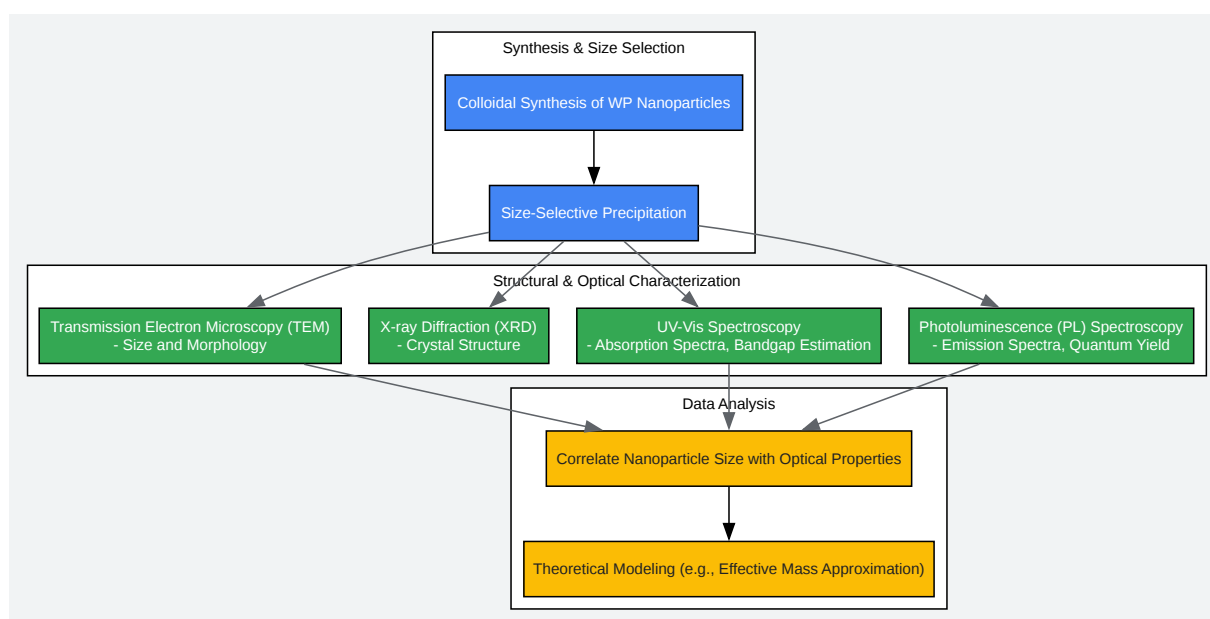 Synthesis & Size Selection
Colloidal Synthesis of WP Nanoparticles
Size-Selective Precipitation
Structural & Optical Characterization
Transmission Electron Microscopy (TEM)
- Size and Morphology
X-ray Diffraction (XRD)
- Crystal Structure
UV-Vis Spectroscopy
- Absorption Spectra, Bandgap Estimation
Photoluminescence (PL) Spectroscopy
- Emission Spectra, Quantum Yield
Data Analysis
Correlate Nanoparticle Size with Optical Properties
Theoretical Modeling (e.g., Effective Mass Approximation)